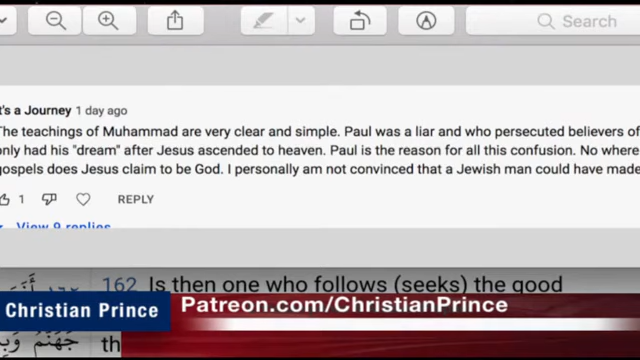 Search
t's a Journey 1 day ago
The teachings of Muhammad are very clear and simple. Paul was a liar and who persecuted believers of
only had his "dream" after Jesus ascended to heaven. Paul is the reason for all this confusion. No where
gospels does Jesus claim to be God. I personally am not convinced that a Jewish man could have made
1 REPLY
View 9 replies
162 Is then one who follows (seeks) the good
th
Christian Prince
Patreon.com/ChristianPrince